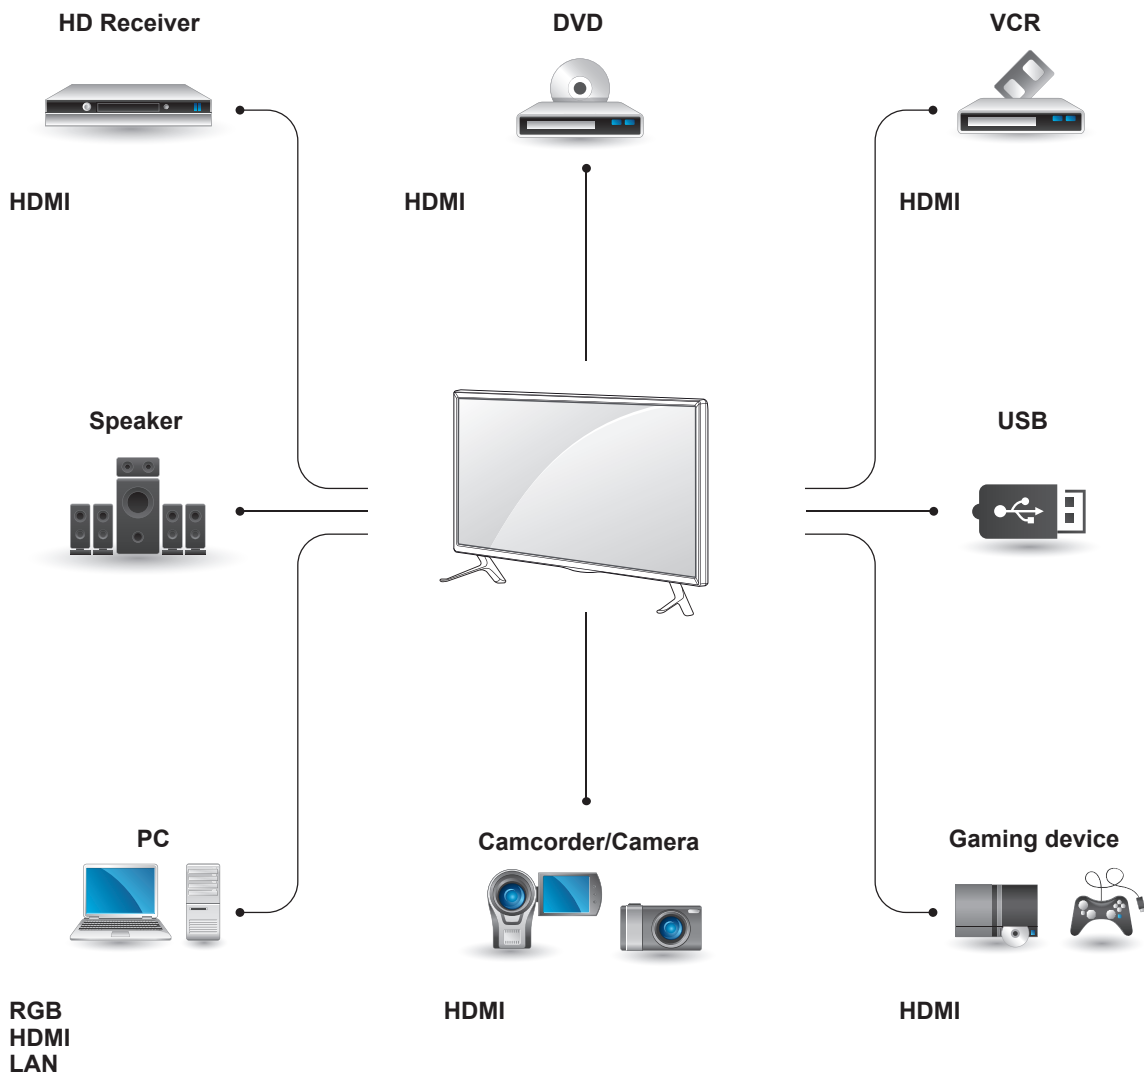 HD Receiver
DVD
VCR
HDMI
HDMI
HDMI
Speaker
USB
PC
Camcorder/Camera
Gaming device
RGB
HDMI
LAN
HDMI
HDMI